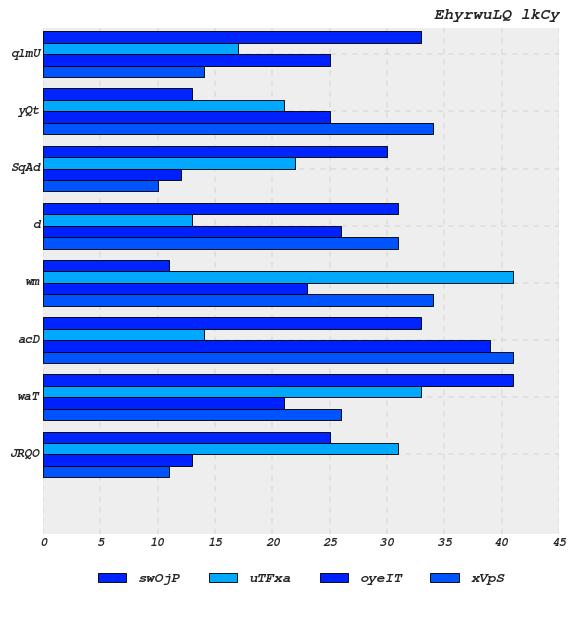 EhyrwuLQ lkCy
qlmU
yQt
SqAd
d
wm
acD
waT
JRQO
0 5 10 15 20 25 30 35 40 45
swOjP uTFxa oyeIT xVpS